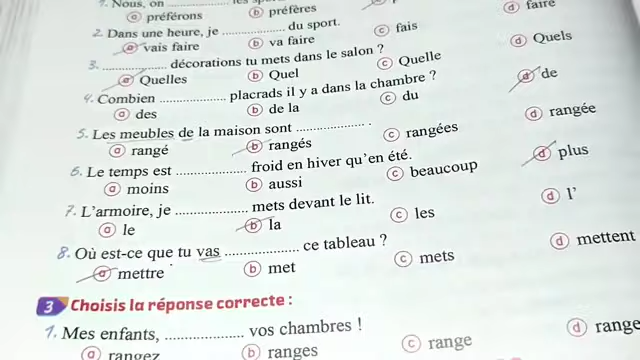 1. Nous, on ..................
ⓐ préférons ⓑ préfères
2. Dans une heure, je .................. du sport. ⓓ faire
ⓐ vais faire ⓑ va faire ⓒ fais
3. .................. décorations tu mets dans le salon ? ⓓ Quels
ⓐ Quelles ⓑ Quel ⓒ Quelle
4. Combien .................. placrads il y a dans la chambre ? ⓓ de
ⓐ des ⓑ de la ⓒ du
5. Les meubles de la maison sont .................. . ⓓ rangée
ⓐ rangé ⓑ rangés ⓒ rangées
6. Le temps est .................. froid en hiver qu'en été. ⓓ plus
ⓐ moins ⓑ aussi ⓒ beaucoup
7. L'armoire, je .................. mets devant le lit. ⓓ l'
ⓐ le ⓑ la ⓒ les
8. Où est-ce que tu vas .................. ce tableau ? ⓓ mettent
ⓐ mettre ⓑ met ⓒ mets
3 Choisis la réponse correcte :
1. Mes enfants, .................. vos chambres !
ⓐ rangez ⓑ ranges ⓒ range ⓓ range